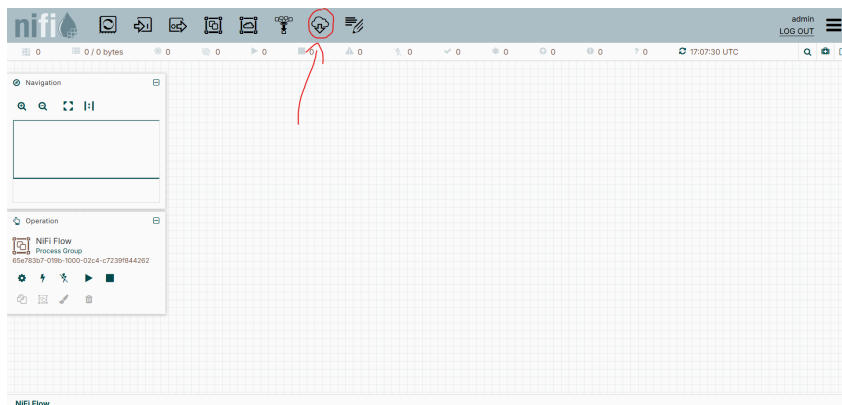 nifi
admin
LOG OUT
0 0 / 0 bytes 0 0 0 0 0 0 0 0 0 0 ? 0 17:07:30 UTC
Navigation
Operation
NiFi Flow
Process Group
65e783b7-019b-1000-02c4-c7239f844262
NiFi Flow